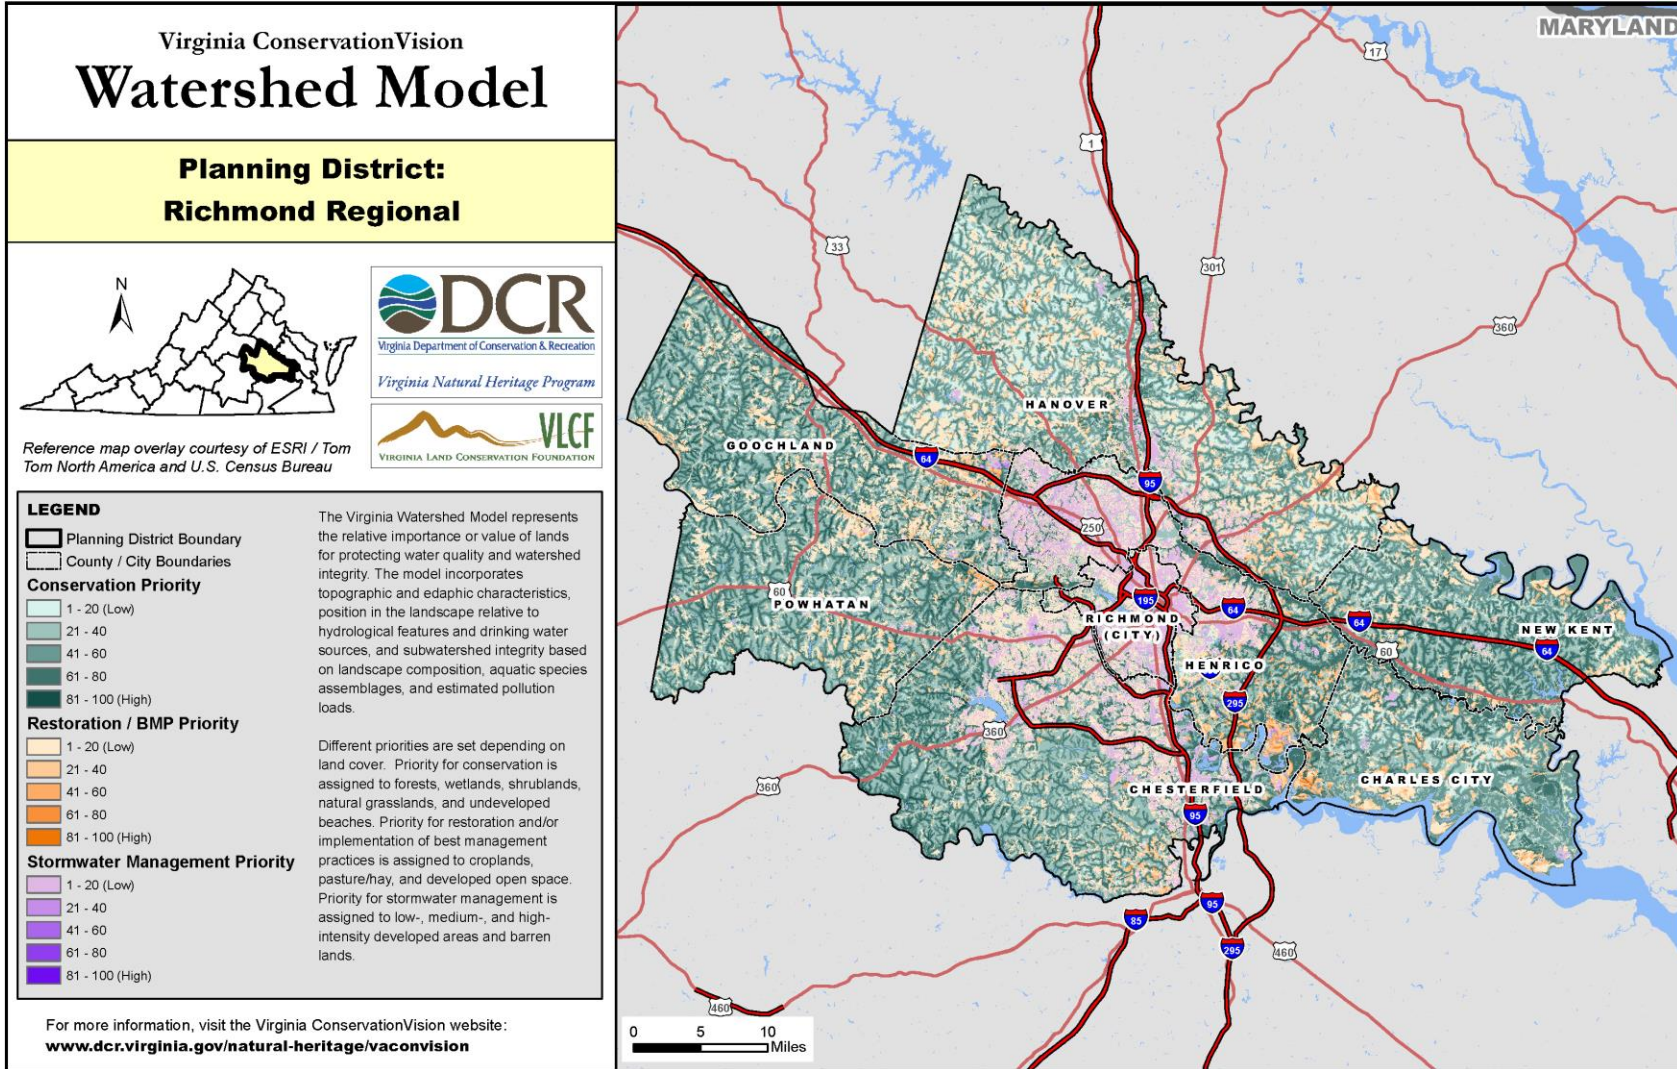 Virginia ConservationVision
Watershed Model
Planning District:
Richmond Regional
N
DCR
Virginia Department of Conservation & Recreation
Virginia Natural Heritage Program
VLCF
VIRGINIA LAND CONSERVATION FOUNDATION
Reference map overlay courtesy of ESRI / Tom
Tom North America and U.S. Census Bureau
LEGEND
Planning District Boundary
County / City Boundaries
Conservation Priority
1 - 20 (Low)
21 - 40
41 - 60
61 - 80
81 - 100 (High)
Restoration / BMP Priority
1 - 20 (Low)
21 - 40
41 - 60
61 - 80
81 - 100 (High)
Stormwater Management Priority
1 - 20 (Low)
21 - 40
41 - 60
61 - 80
81 - 100 (High)
The Virginia Watershed Model represents
the relative importance or value of lands
for protecting water quality and watershed
integrity. The model incorporates
topographic and edaphic characteristics,
position in the landscape relative to
hydrological features and drinking water
sources, and subwatershed integrity based
on landscape composition, aquatic species
assemblages, and estimated pollution
loads.
Different priorities are set depending on
land cover. Priority for conservation is
assigned to forests, wetlands, shrublands,
natural grasslands, and undeveloped
beaches. Priority for restoration and/or
implementation of best management
practices is assigned to croplands,
pasture/hay, and developed open space.
Priority for stormwater management is
assigned to low-, medium-, and high-
intensity developed areas and barren
lands.
For more information, visit the Virginia ConservationVision website:
www.dcr.virginia.gov/natural-heritage/vaconvision
MARYLAND
17
1
33
301
360
HANOVER
GOOCHLAND
64
95
250
60
POWHATAN
195
64
RICHMOND
(CITY)
64
NEW KENT
64
60
HENRICO
295
360
CHARLES CITY
CHESTERFIELD
360
95
95
85
295
460
460
0 5 10
Miles